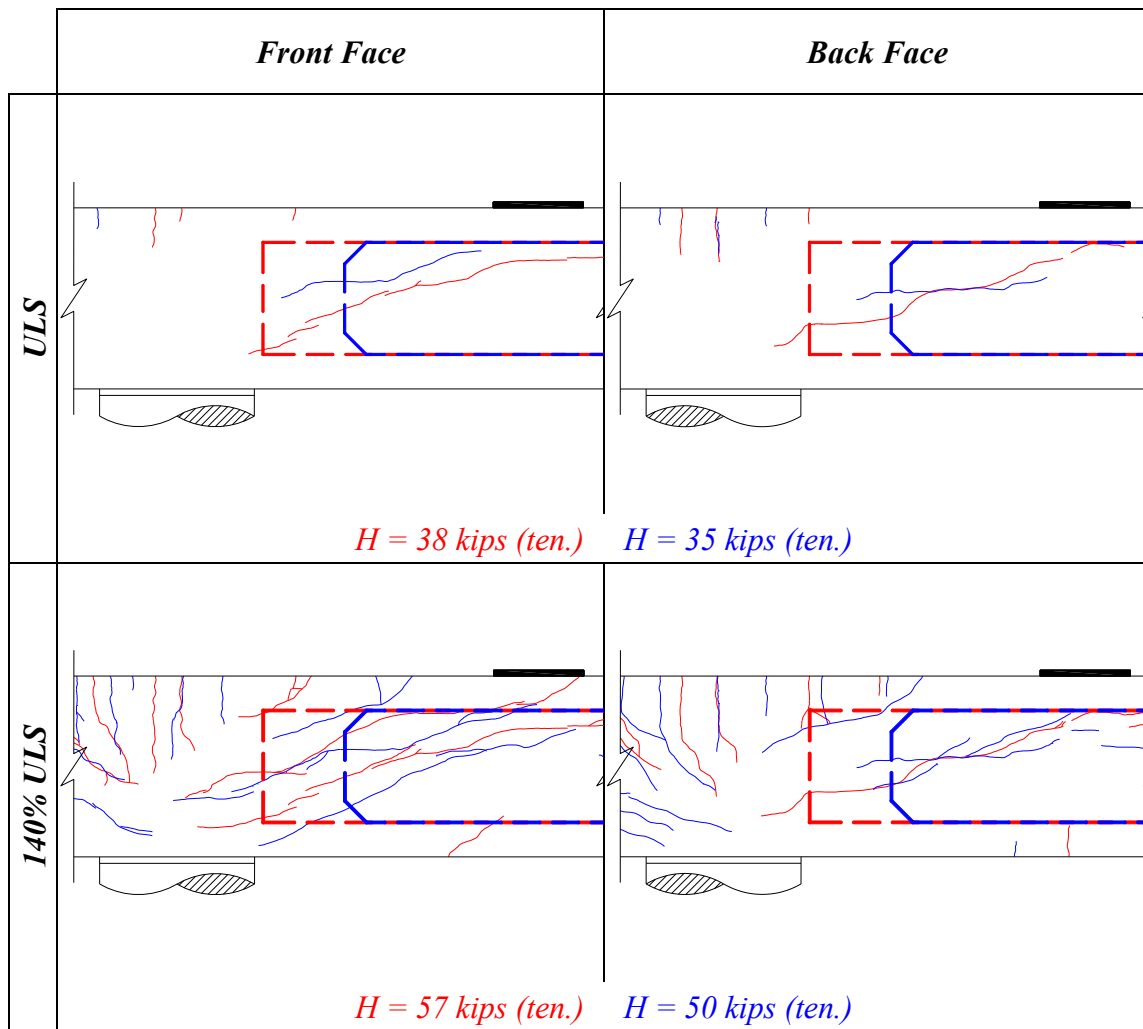 Front Face
Back Face
ULS
H = 38 kips (ten.)
H = 35 kips (ten.)
140% ULS
H = 57 kips (ten.)
H = 50 kips (ten.)